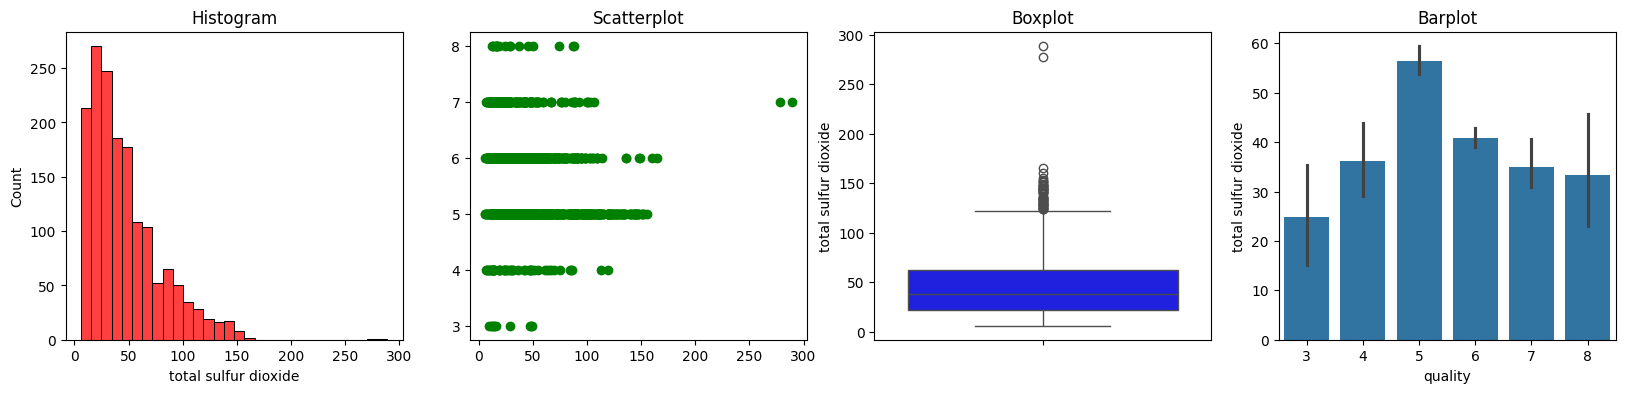 Histogram
Count
250
200
150
100
50
0
0 50 100 150 200 250 300
total sulfur dioxide
Scatterplot
8
7
6
5
4
3
0 50 100 150 200 250 300
Boxplot
total sulfur dioxide
300
250
200
150
100
50
0
Barplot
total sulfur dioxide
60
50
40
30
20
10
0
3 4 5 6 7 8
quality